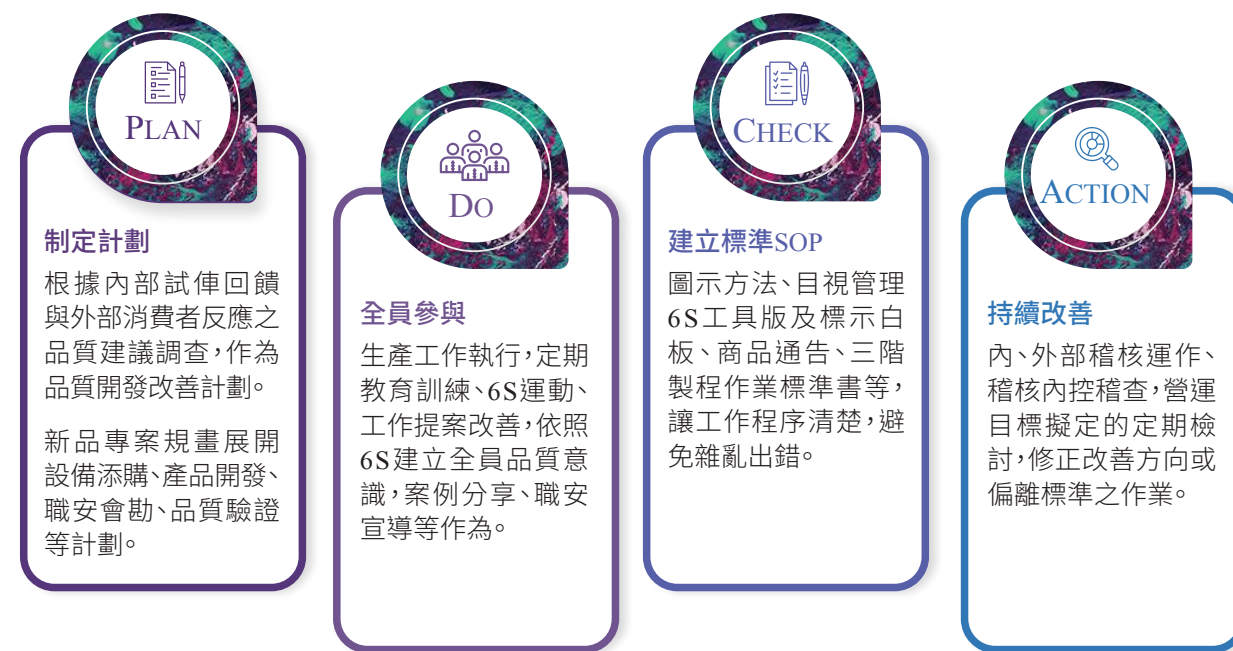 PLAN
制定計劃
根據內部試俥回饋
與外部消費者反應之
品質建議調查,作為
品質開發改善計劃。
新品專案規畫展開
設備添購、產品開發、
職安會勘、品質驗證
等計劃。
DO
全員參與
生產工作執行,定期
教育訓練、6S運動、
工作提案改善,依照
6S建立全員品質意
識,案例分享、職安
宣導等作為。
CHECK
建立標準SOP
圖示方法、目視管理
6S工具版及標示白
板、商品通告、三階
製程作業標準書等,
讓工作程序清楚,避
免雜亂出錯。
ACTION
持續改善
內、外部稽核運作、
稽核內控稽查,營運
目標擬定的定期檢
討,修正改善方向或
偏離標準之作業。